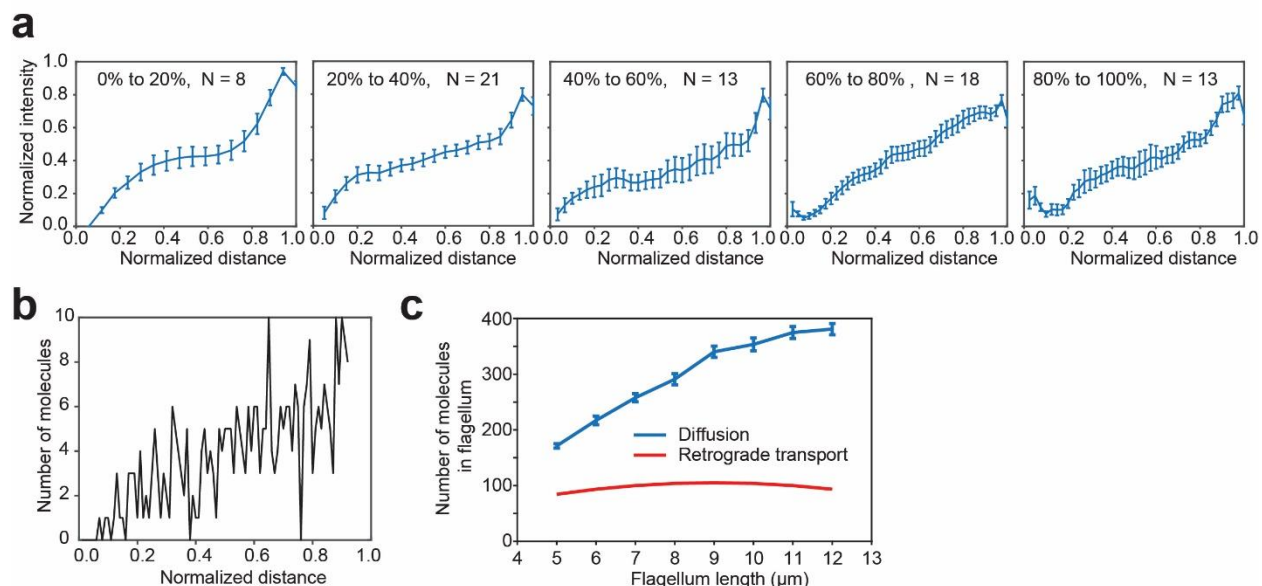 a
Normalized intensity
1.0
0.8
0.6
0.4
0.2
0.0
0% to 20%, N = 8
20% to 40%, N = 21
40% to 60%, N = 13
60% to 80% , N = 18
80% to 100%, N = 13
0.0 0.2 0.4 0.6 0.8 1.0
0.0 0.2 0.4 0.6 0.8 1.0
0.0 0.2 0.4 0.6 0.8 1.0
0.0 0.2 0.4 0.6 0.8 1.0
0.0 0.2 0.4 0.6 0.8 1.0
Normalized distance
Normalized distance
Normalized distance
Normalized distance
Normalized distance
b
Number of molecules
10
8
6
4
2
0
0.0 0.2 0.4 0.6 0.8 1.0
Normalized distance
c
Number of molecules
in flagellum
400
300
200
100
0
Diffusion
Retrograde transport
4 5 6 7 8 9 10 11 12 13
Flagellum length (μm)